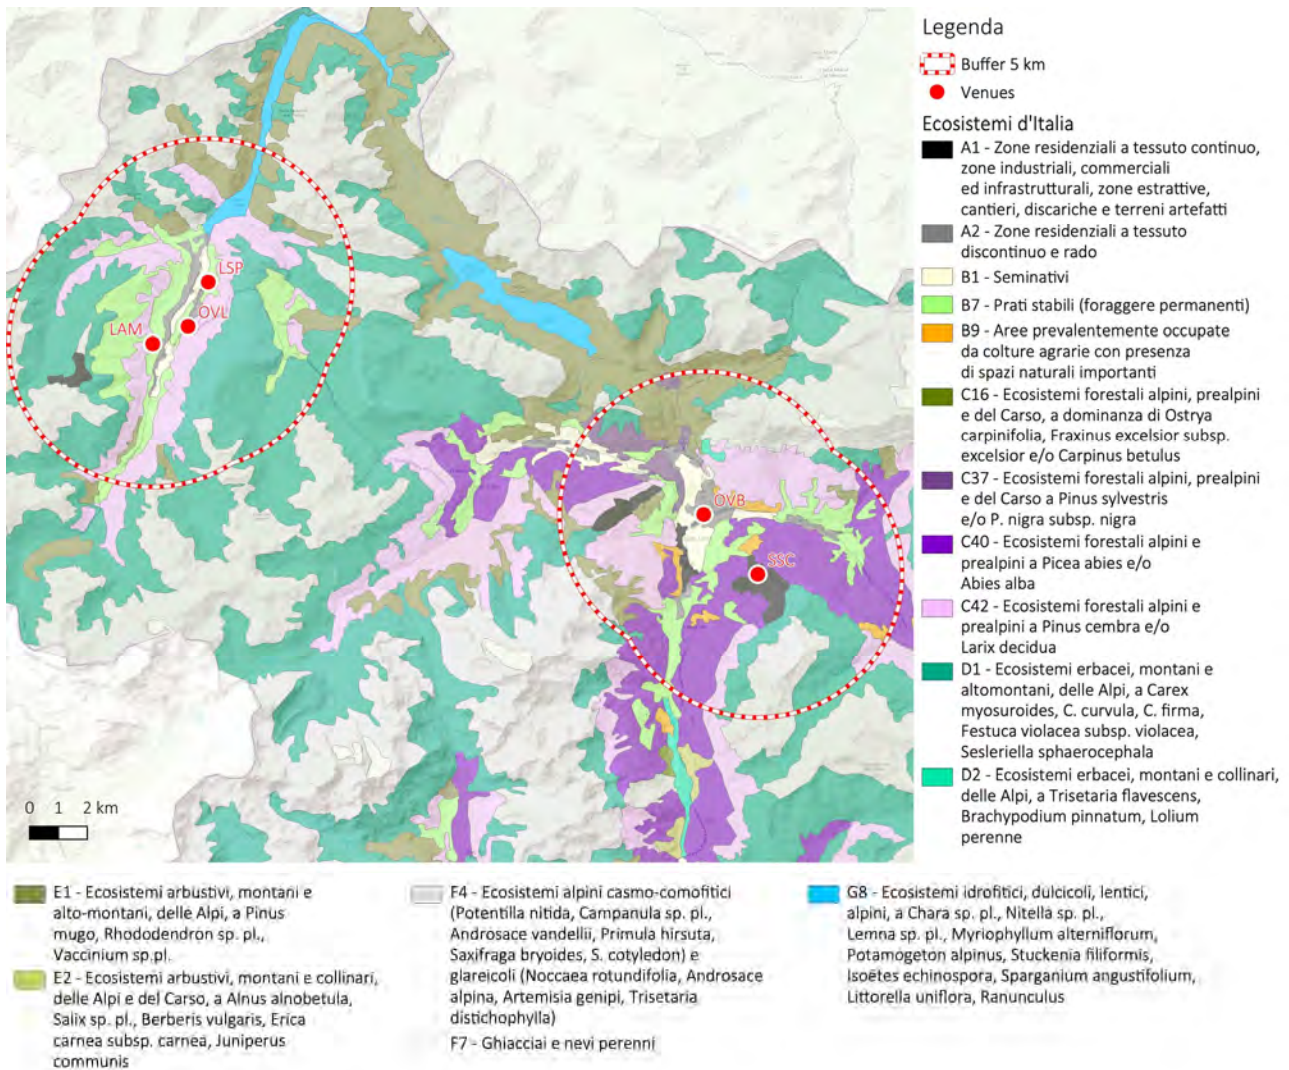 LSP
OVL
LAM
OVB
SSC
0 1 2 km
Legenda
Buffer 5 km
Venues
Ecosistemi d'Italia
A1 - Zone residenziali a tessuto continuo,
zone industriali, commerciali
ed infrastrutturali, zone estrattive,
cantieri, discariche e terreni artefatti
A2 - Zone residenziali a tessuto
discontinuo e rado
B1 - Seminativi
B7 - Prati stabili (foraggere permanenti)
B9 - Aree prevalentemente occupate
da colture agrarie con presenza
di spazi naturali importanti
C16 - Ecosistemi forestali alpini, prealpini
e del Carso, a dominanza di Ostrya
carpinifolia, Fraxinus excelsior subsp.
excelsior e/o Carpinus betulus
C37 - Ecosistemi forestali alpini, prealpini
e del Carso a Pinus sylvestris
e/o P. nigra subsp. nigra
C40 - Ecosistemi forestali alpini e
prealpini a Picea abies e/o
Abies alba
C42 - Ecosistemi forestali alpini e
prealpini a Pinus cembra e/o
Larix decidua
D1 - Ecosistemi erbacei, montani e
altomontani, delle Alpi, a Carex
myosuroides, C. curvula, C. firma,
Festuca violacea subsp. violacea,
Sesleriella sphaerocephala
D2 - Ecosistemi erbacei, montani e collinari,
delle Alpi, a Trisetaria flavescens,
Brachypodium pinnatum, Lolium
perenne
E1 - Ecosistemi arbustivi, montani e
alto-montani, delle Alpi, a Pinus
mugo, Rhododendron sp. pl.,
Vaccinium sp.pl.
E2 - Ecosistemi arbustivi, montani e collinari,
delle Alpi e del Carso, a Alnus alnobetula,
Salix sp. pl., Berberis vulgaris, Erica
carnea subsp. carnea, Juniperus
communis
F4 - Ecosistemi alpini casmo-comofitici
(Potentilla nitida, Campanula sp. pl.,
Androsace vandellii, Primula hirsuta,
Saxifraga bryoides, S. cotyledon) e
glareicoli (Noccaea rotundifolia, Androsace
alpina, Artemisia genipi, Trisetaria
distichophylla)
F7 - Ghiacciai e nevi perenni
G8 - Ecosistemi idrofitici, dulcicoli, lentici,
alpini, a Chara sp. pl., Nitella sp. pl.,
Lemna sp. pl., Myriophyllum alterniflorum,
Potamogeton alpinus, Stuckenia filiformis,
Isoëtes echinospora, Sparganium angustifolium,
Littorella uniflora, Ranunculus